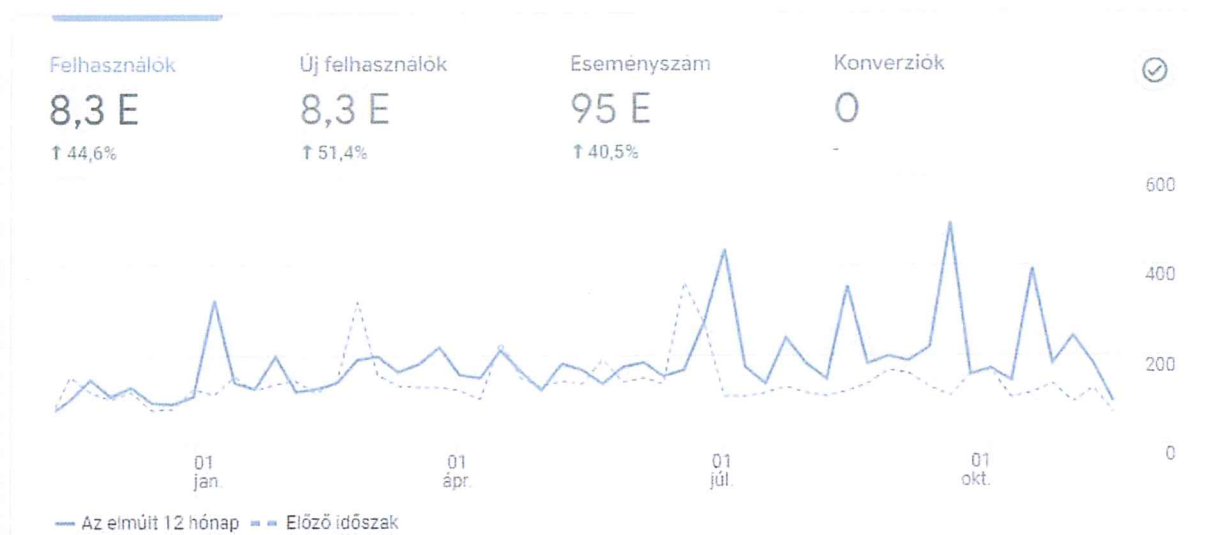 Felhasználók Új felhasználók Eseményszám Konverziók
8,3 E 8,3 E 95 E 0
↑ 44,6% ↑ 51,4% ↑ 40,5% -
600
400
200
0
01 01 01 01
jan. ápr. júl. okt.
Az elmúlt 12 hónap Előző időszak